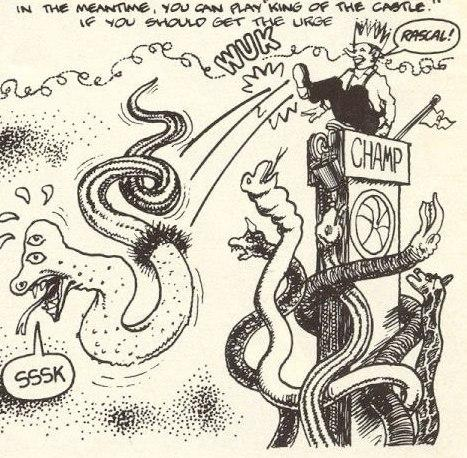 IN THE MEANTIME, YOU CAN PLAY "KING OF THE CASTLE."
IF YOU SHOULD GET THE URGE
WUK
RASCAL!
CHAMP
SSSK